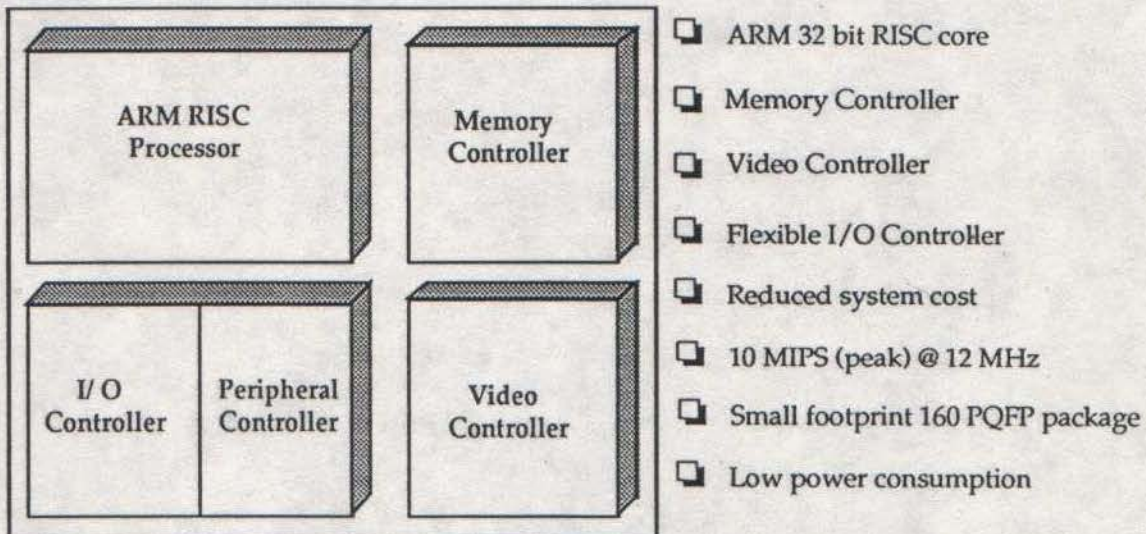 ARM RISC
Processor
Memory
Controller
I/ O
Controller
Peripheral
Controller
Video
Controller
ARM 32 bit RISC core
Memory Controller
Video Controller
Flexible I/O Controller
Reduced system cost
10 MIPS (peak) @ 12 MHz
Small footprint 160 PQFP package
Low power consumption